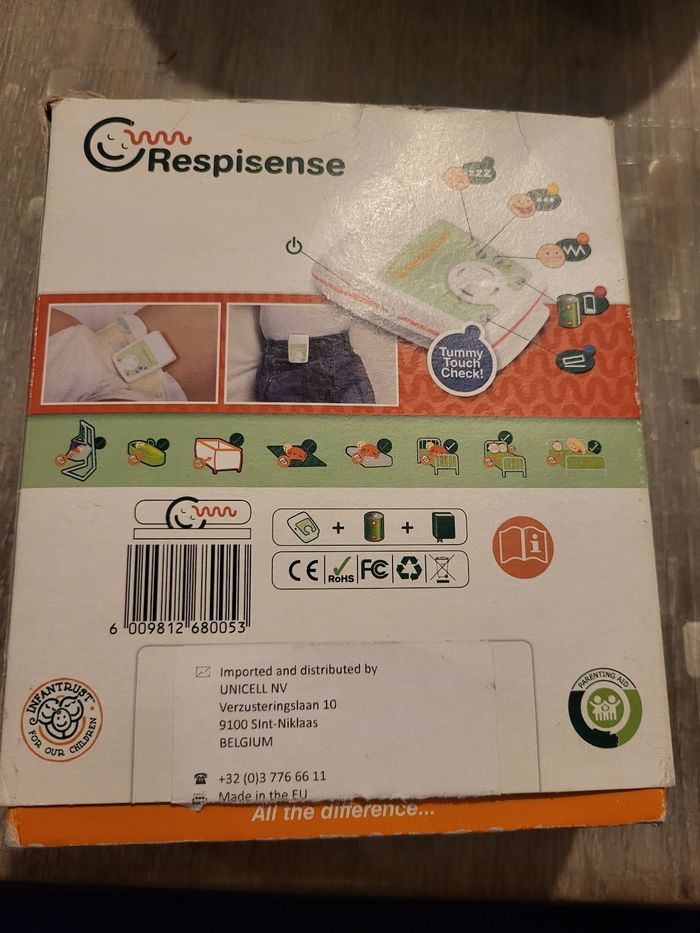 Respisense
zzz
Tummy
Touch
Check!
CE
RoHS
FC
6 009812 680053
i
INFANTRUST
FOR OUR CHILDREN
PARENTING AID
Imported and distributed by
UNICELL NV
Verzusteringslaan 10
9100 SInt-Niklaas
BELGIUM
+32 (0)3 776 66 11
Made in the EU
All the difference...